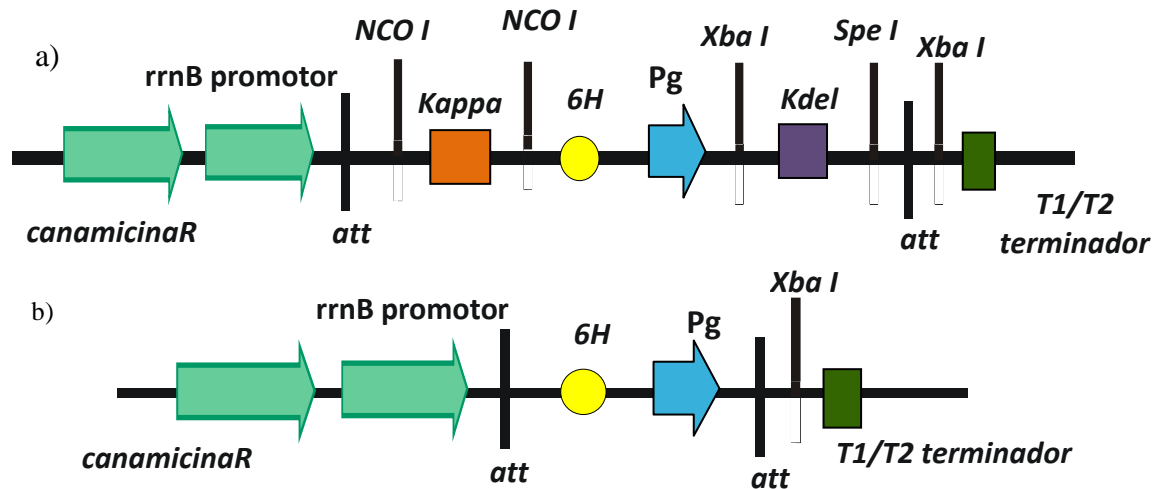 a)
NCO I
NCO I
Xba I
Spe I
Xba I
rrnB promotor
Kappa
6H
Pg
Kdel
canamicinaR
att
att
T1/T2
terminador
b)
rrnB promotor
6H
Pg
Xba I
canamicinaR
att
att
T1/T2 terminador